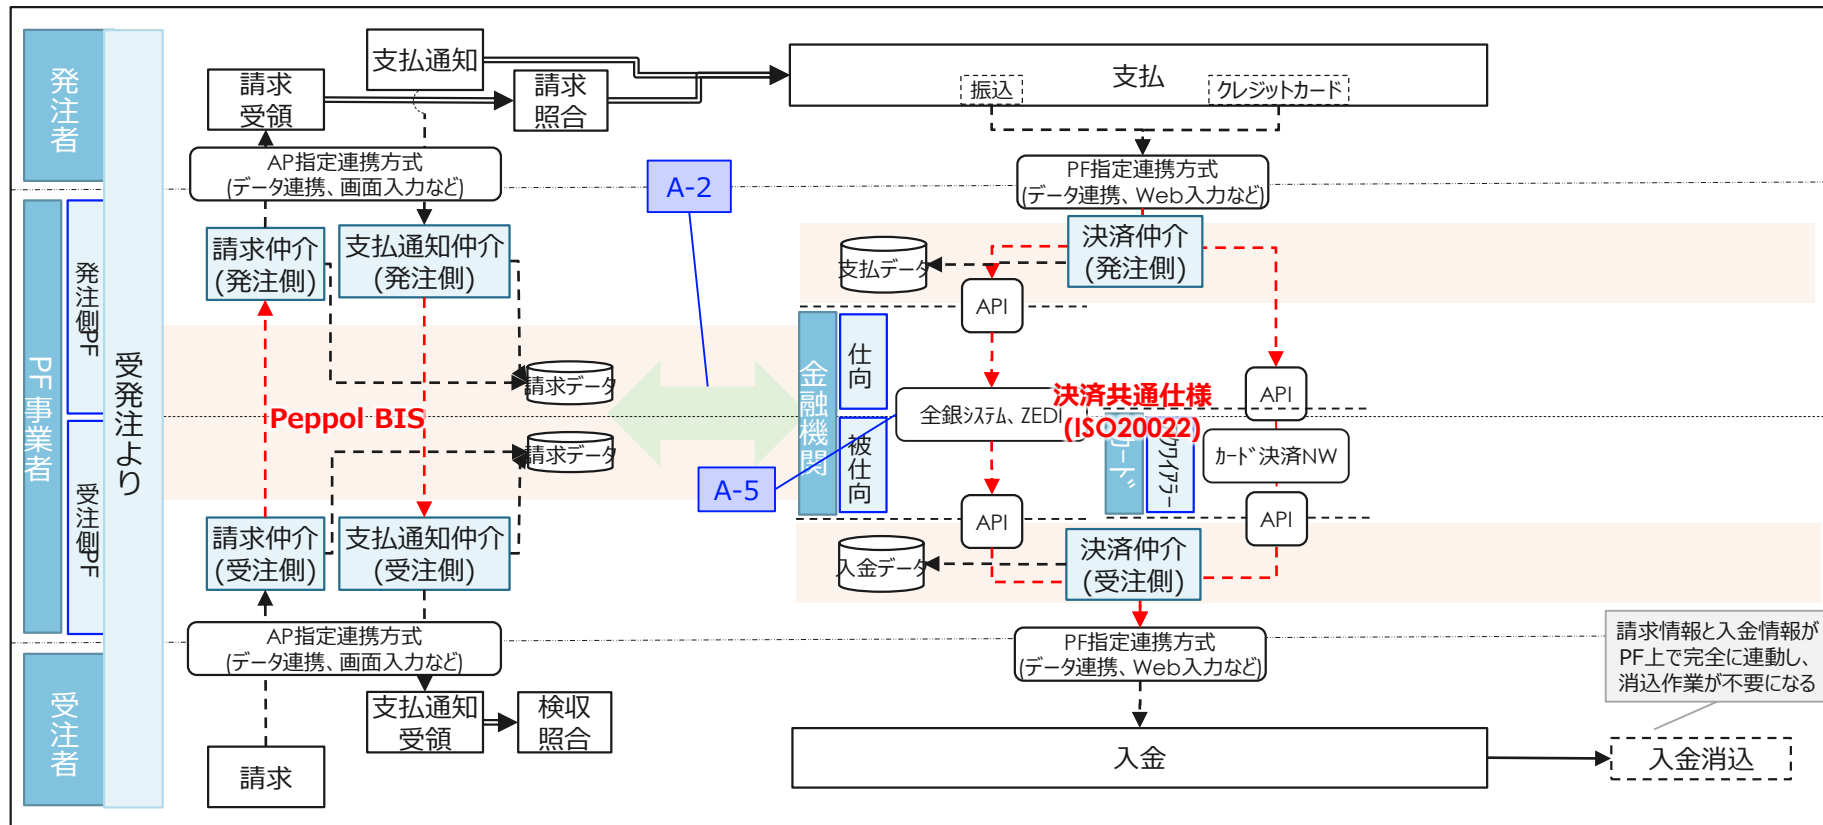 発注者
PF事業者
発注側PF
受注側PF
受注者
受発注より
支払通知
請求
受領
請求
照合
支払
振込
クレジットカード
AP指定連携方式
(データ連携、画面入力など)
A-2
PF指定連携方式
(データ連携、Web入力など)
請求仲介
(発注側)
支払通知仲介
(発注側)
決済仲介
(発注側)
支払データ
API
金融機関
仕向
被仕向
請求データ
請求データ
Peppol BIS
全銀システム、ZEDI
決済共通仕様
(ISO20022)
API
カード
アクワイアラー
カード決済NW
A-5
API
API
請求仲介
(受注側)
支払通知仲介
(受注側)
決済仲介
(受注側)
入金データ
AP指定連携方式
(データ連携、画面入力など)
PF指定連携方式
(データ連携、Web入力など)
請求情報と入金情報が
PF上で完全に連動し、
消込作業が不要になる
支払通知
受領
検収
照合
請求
入金
入金消込